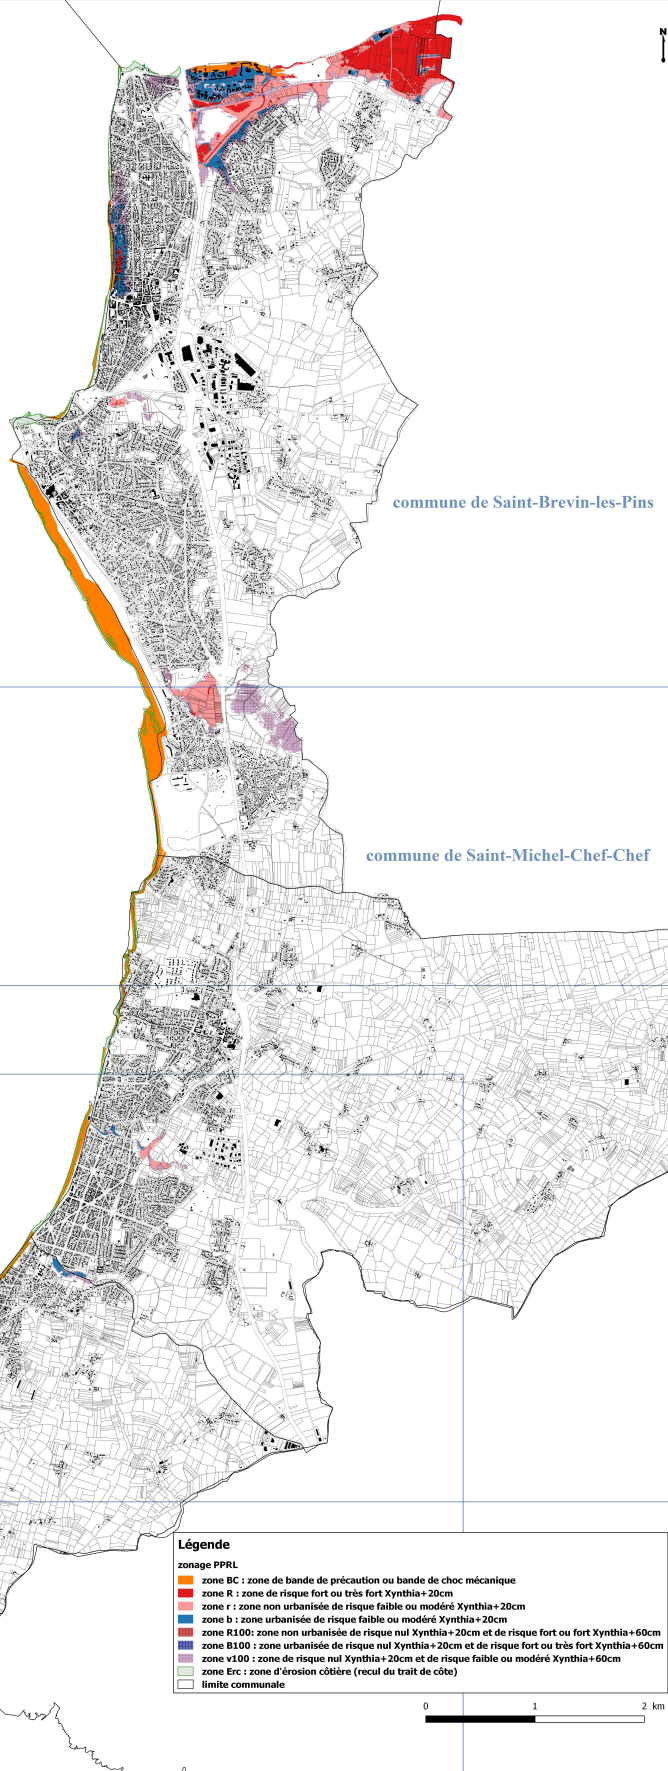 N
commune de Saint-Brevin-les-Pins
commune de Saint-Michel-Chef-Chef
Légende
zonage PPRL
zone BC : zone de bande de précaution ou bande de choc mécanique
zone R : zone de risque fort ou très fort Xynthia+20cm
zone r : zone non urbanisée de risque faible ou modéré Xynthia+20cm
zone b : zone urbanisée de risque faible ou modéré Xynthia+20cm
zone R100: zone non urbanisée de risque nul Xynthia+20cm et de risque fort ou fort Xynthia+60cm
zone B100 : zone urbanisée de risque nul Xynthia+20cm et de risque fort ou très fort Xynthia+60cm
zone v100 : zone de risque nul Xynthia+20cm et de risque faible ou modéré Xynthia+60cm
zone Erc : zone d'érosion côtière (recul du trait de côte)
limite communale
0 1 2 km